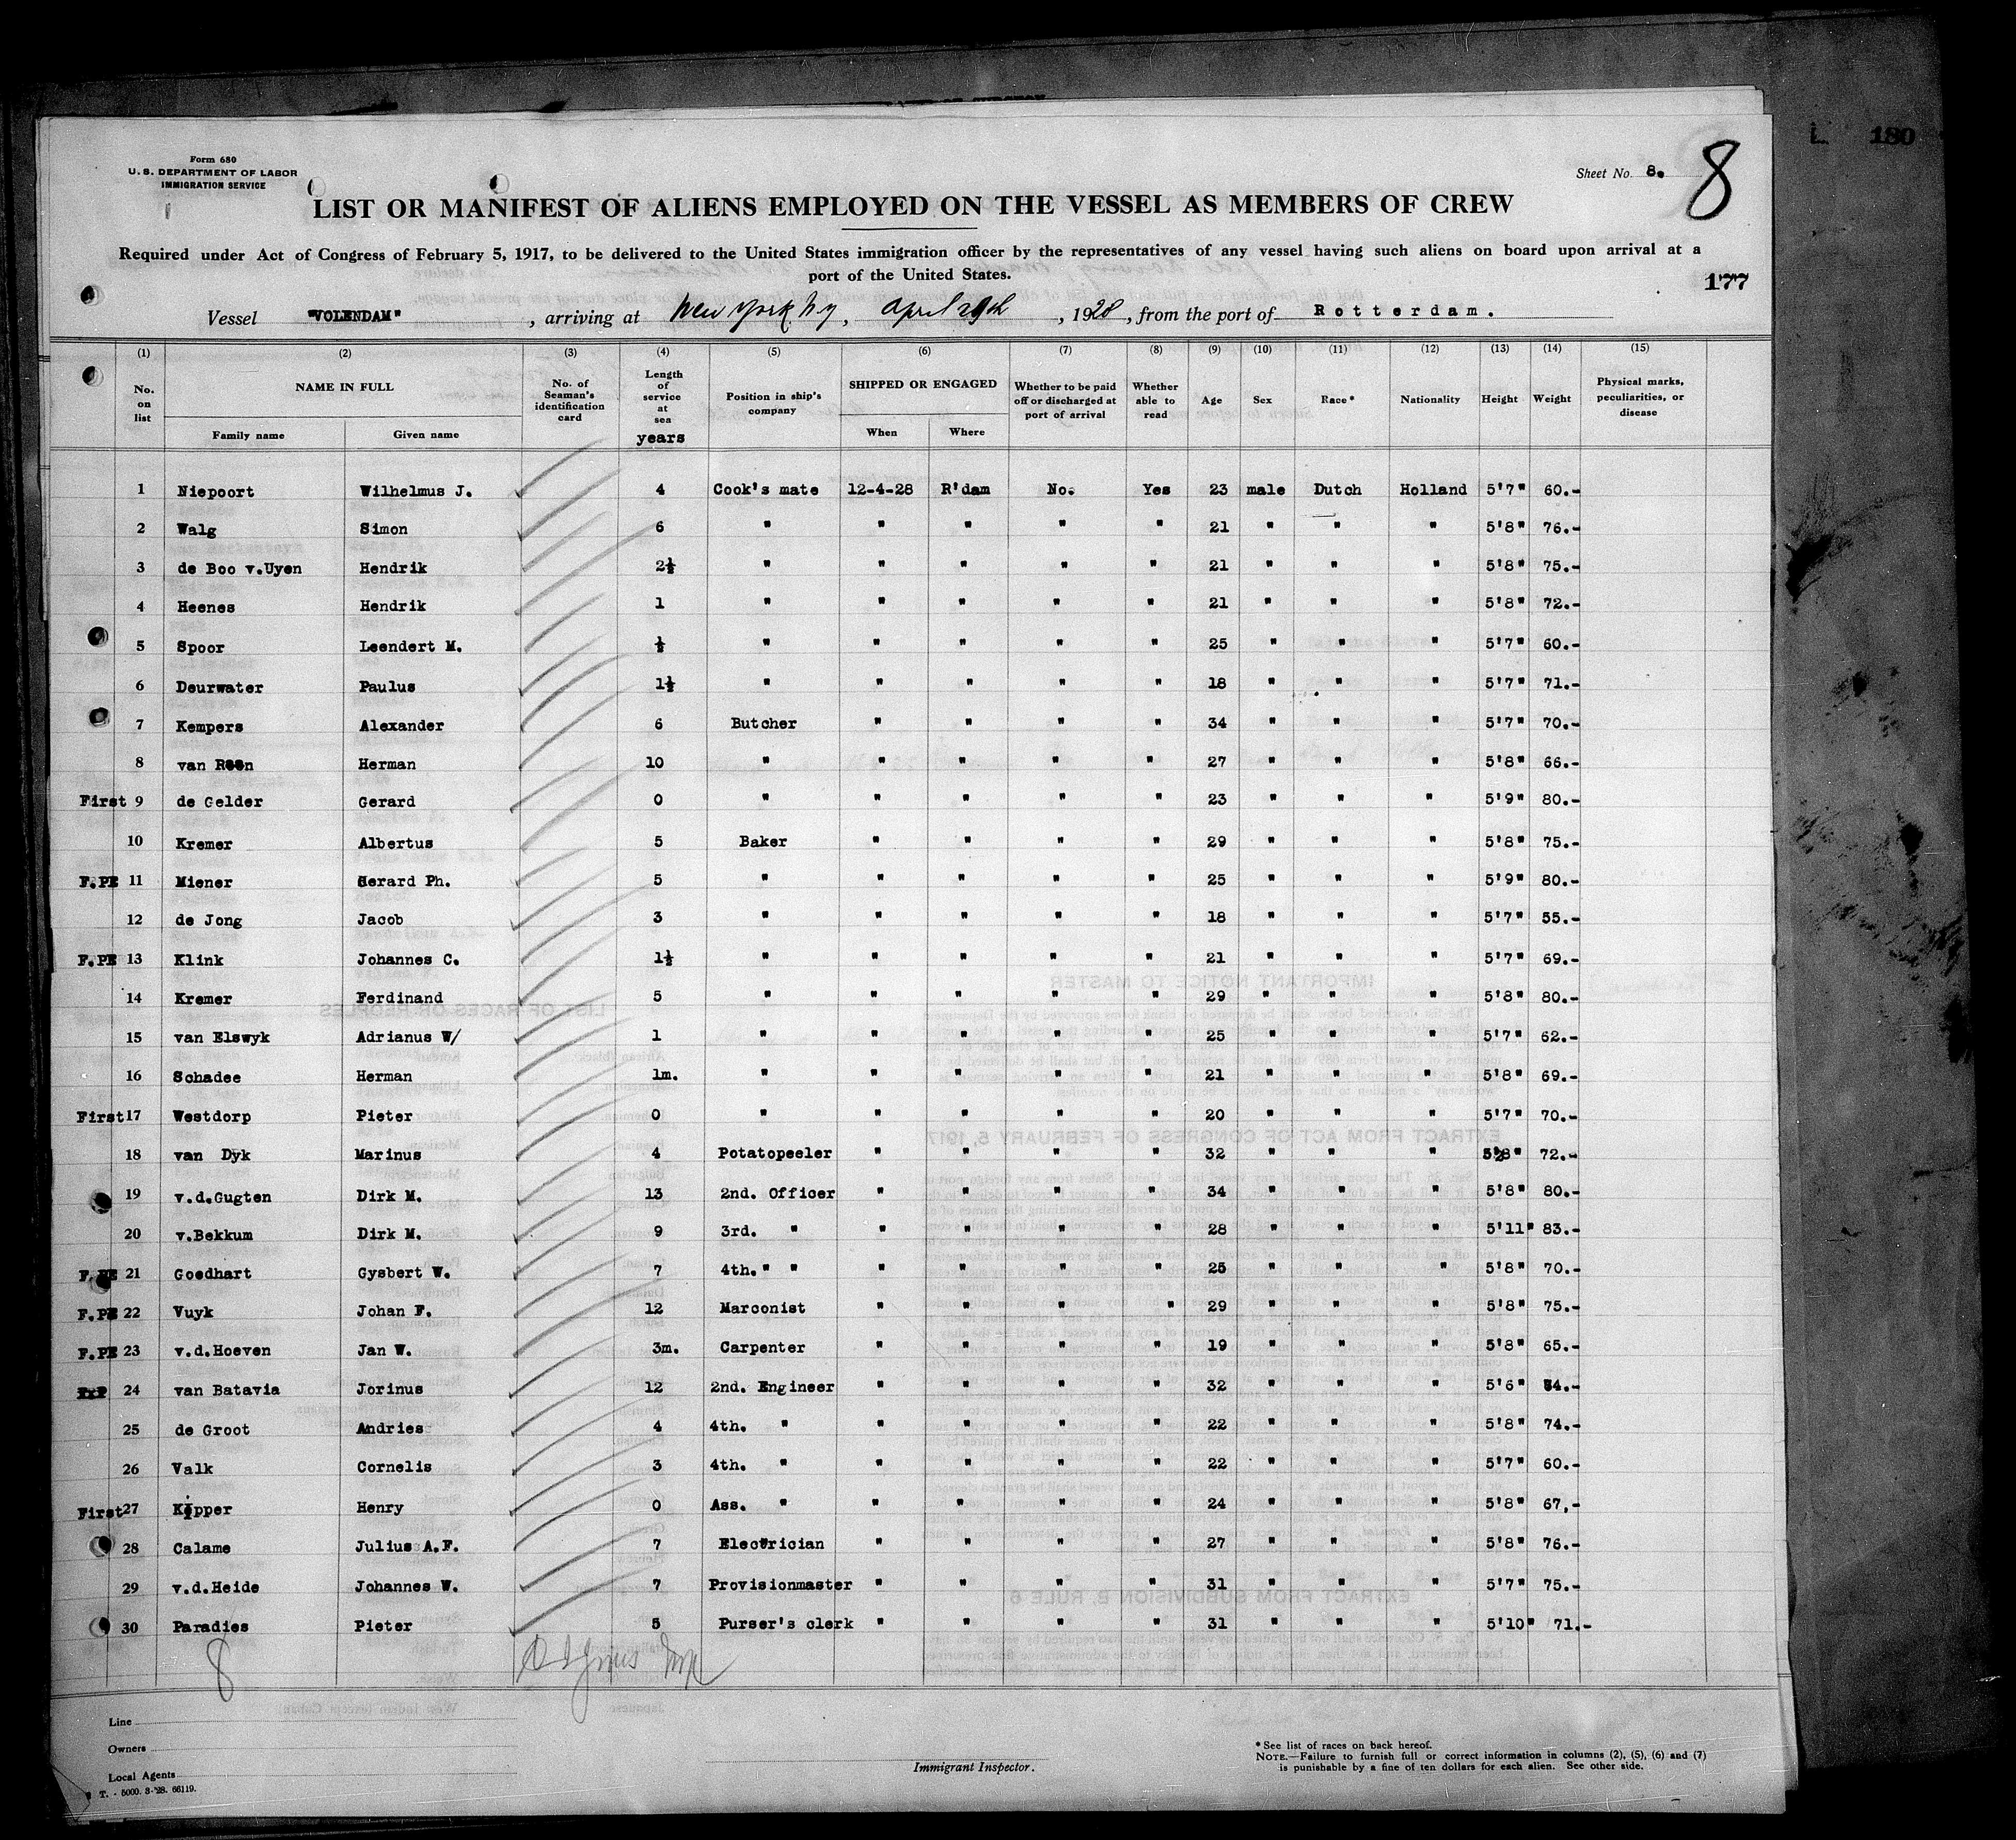 L 180
Form 680
U. S. DEPARTMENT OF LABOR
IMMIGRATION SERVICE
Sheet No. 8.
8
LIST OR MANIFEST OF ALIENS EMPLOYED ON THE VESSEL AS MEMBERS OF CREW
Required under Act of Congress of February 5, 1917, to be delivered to the United States immigration officer by the representatives of any vessel having such aliens on board upon arrival at a
port of the United States.
177
Vessel "VOLENDAM", arriving at New York Ny, April 29th, 1928, from the port of Rotterdam.
(1) (2) (3) (4) (5) (6) (7) (8) (9) (10) (11) (12) (13) (14) (15)
No. on list NAME IN FULL Family name Given name No. of Seaman's identification card Length of service at sea years Position in ship's company SHIPPED OR ENGAGED When Where Whether to be paid off or discharged at port of arrival Whether able to read Age Sex Race* Nationality Height Weight Physical marks, peculiarities, or disease
1 Niepoort Wilhelmus J. 4 Cook's mate 12-4-28 R'dam No. Yes 23 male Dutch Holland 5'7" 60.-
2 Walg Simon 6 " " " " " 21 " " " 5'8" 76.-
3 de Boo v.Uyen Hendrik 2½ " " " " " 21 " " " 5'8" 75.-
4 Heenes Hendrik 1 " " " " " 21 " " " 5'8" 72.-
5 Spoor Leendert M. ½ " " " " " 25 " " " 5'7" 60.-
6 Deurwater Paulus 1½ " " " " " 18 " " " 5'7" 71.-
7 Kempers Alexander 6 Butcher " " " " 34 " " " 5'7" 70.-
8 van Herman 10 " " " " " 27 " " " 5'8" 66.-
First 9 de Gelder Gerard 0 " " " " " 23 " " " 5'9" 80.-
10 Kremer Albertus 5 Baker " " " " 29 " " " 5'8" 75.-
F.PE 11 Miener Gerard Ph. 5 " " " " " 25 " " " 5'9" 80.-
12 de Jong Jacob 3 " " " " " 18 " " " 5'7" 55.-
F.PE 13 Klink Johannes C. 1½ " " " " " 21 " " " 5'7" 69.-
14 Kremer Ferdinand 5 " " " " " 29 " " " 5'8" 80.-
15 van Elswyk Adrianus W/ 1 " " " " " 25 " " " 5'7" 62.-
16 Schadee Herman 1m. " " " " " 21 " " " 5'8" 69.-
First 17 Westdorp Pieter 0 " " " " " 20 " " " 5'7" 70.-
18 van Dyk Marinus 4 Potatopeeler " " " " 32 " " " 5'8" 72.-
19 v.d.Gugten Dirk M. 13 2nd. Officer " " " " 34 " " " 5'8" 80.-
20 v.Bekkum Dirk M. 9 3rd. " " " " " 28 " " " 5'11" 83.-
F.PE 21 Goedhart Gysbert W. 7 4th. " " " " " " 25 " " " 5'8" 70.-
F.PE 22 Vuyk Johan F. 12 Marconist " " " " 29 " " " 5'8" 75.-
F.PE 23 v.d.Hoeven Jan W. 3m. Carpenter " " " " 19 " " " 5'8" 65.-
24 van Batavia Jorinus 12 2nd. Engineer " " " " 32 " " " 5'6"
25 de Groot Andries 4 4th. " " " " " 22 " " " 5'8" 74.-
26 Valk Cornelis 3 4th. " " " " " 22 " " " 5'7" 60.-
First 27 Kipper Henry 0 Ass. " " " " " 24 " " " 5'8" 67,-
28 Calame Julius A.F. 7 Electrician " " " " 27 " " " 5'8" 76.-
29 v.d.Heide Johannes W. 7 Provisionmaster " " " " 31 " " " 5'7" 75.-
30 Paradies Pieter 5 Purser's clerk " " " " 31 " " " 5'10" 71.-
8
Line
Owners
Local Agents
T. - 5000. 3-'28. 66119.
Immigrant Inspector.
* See list of races on back hereof.
NOTE.—Failure to furnish full or correct information in columns (2), (5), (6) and (7)
is punishable by a fine of ten dollars for each alien. See other side.